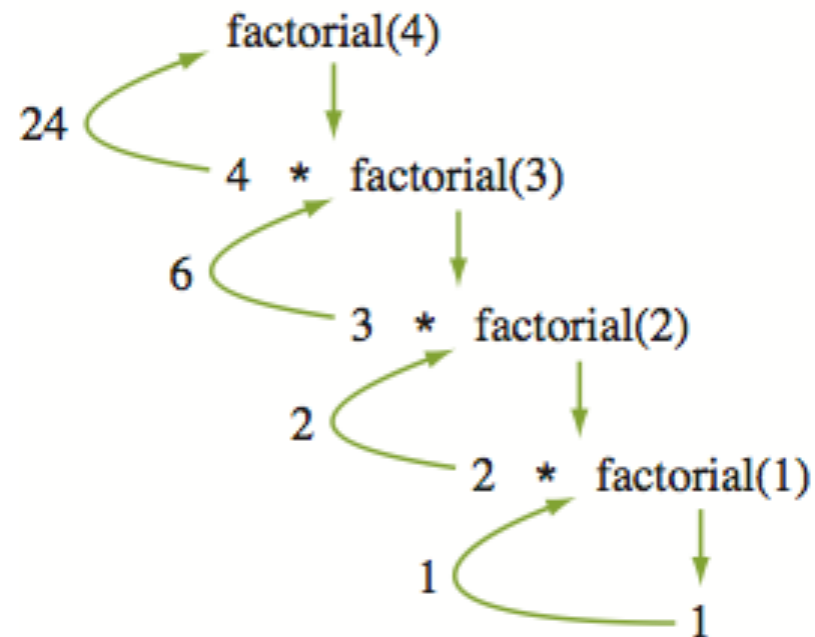 factorial(4)
24
4 * factorial(3)
6
3 * factorial(2)
2
2 * factorial(1)
1
1